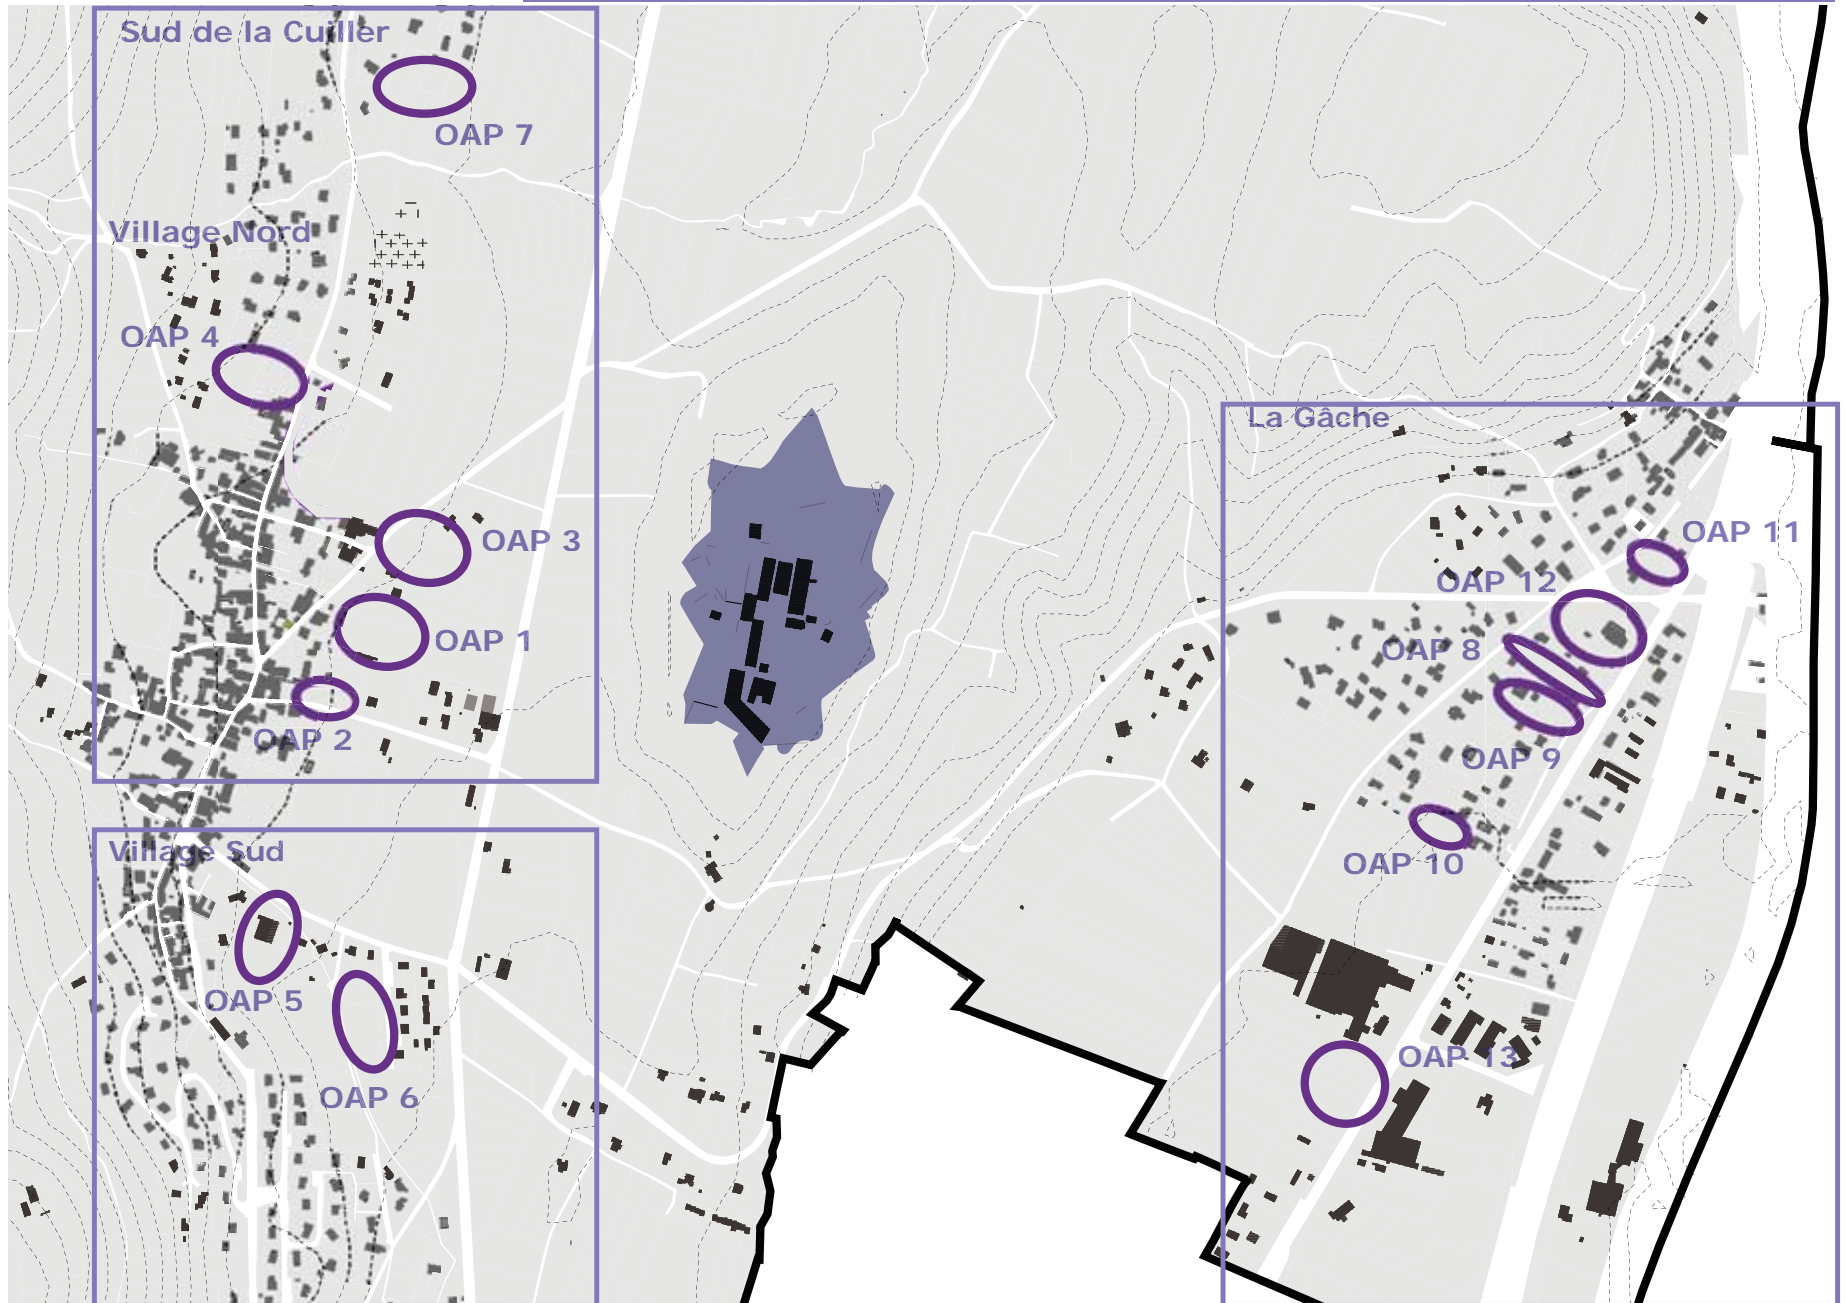 Sud de la Cuiller
OAP 7
Village Nord
OAP 4
OAP 3
OAP 1
OAP 2
Village Sud
OAP 5
OAP 6
La Gâche
OAP 11
OAP 12
OAP 8
OAP 9
OAP 10
OAP 13